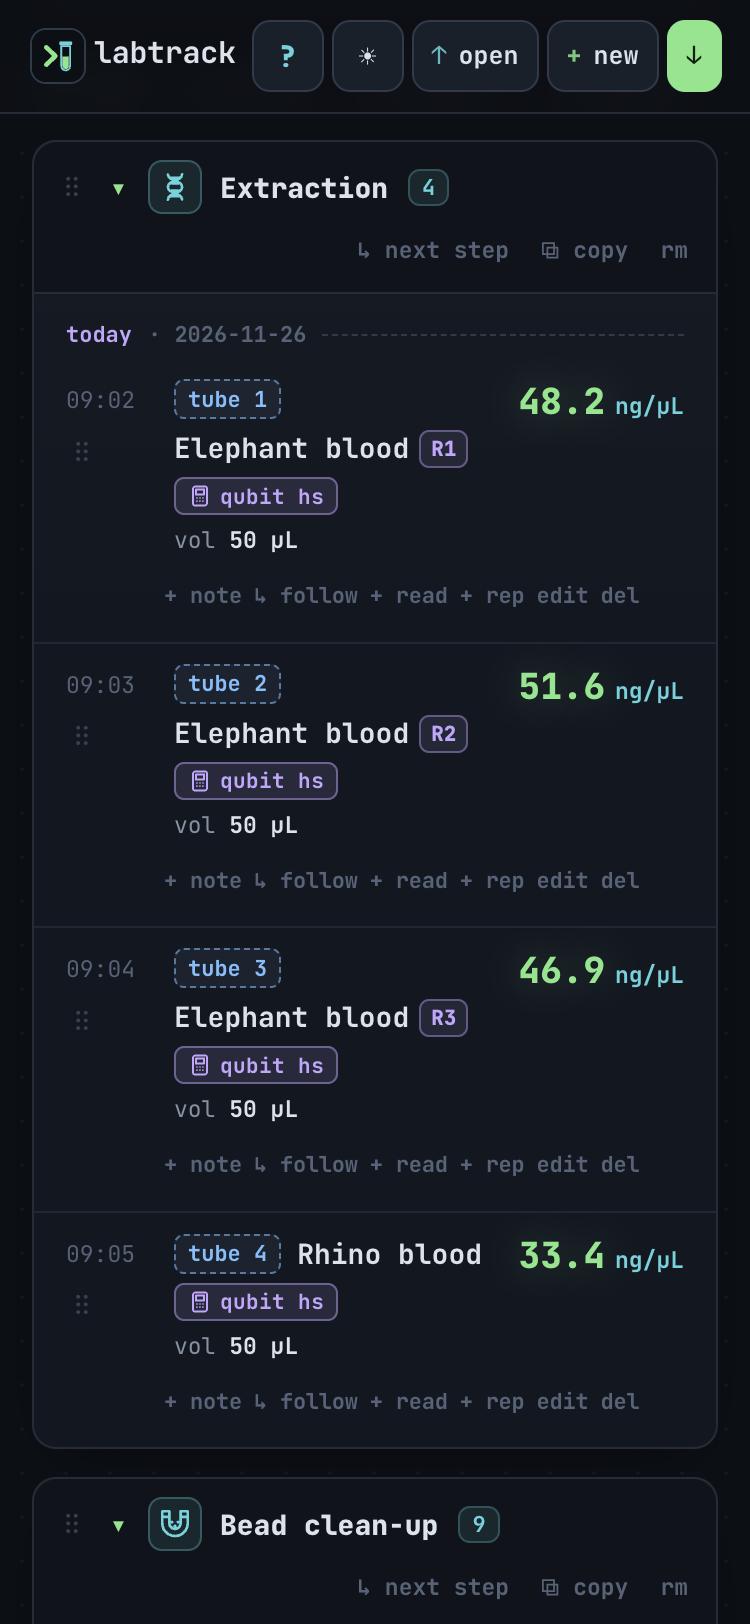 labtrack ? ☀ ↑ open + new ↓
▼ Extraction 4
↳ next step copy rm
today · 2026-11-26
09:02 tube 1 48.2 ng/µL
Elephant blood R1
qubit hs
vol 50 µL
+ note ↳ follow + read + rep edit del
09:03 tube 2 51.6 ng/µL
Elephant blood R2
qubit hs
vol 50 µL
+ note ↳ follow + read + rep edit del
09:04 tube 3 46.9 ng/µL
Elephant blood R3
qubit hs
vol 50 µL
+ note ↳ follow + read + rep edit del
09:05 tube 4 Rhino blood 33.4 ng/µL
qubit hs
vol 50 µL
+ note ↳ follow + read + rep edit del
▼ Bead clean-up 9
↳ next step copy rm